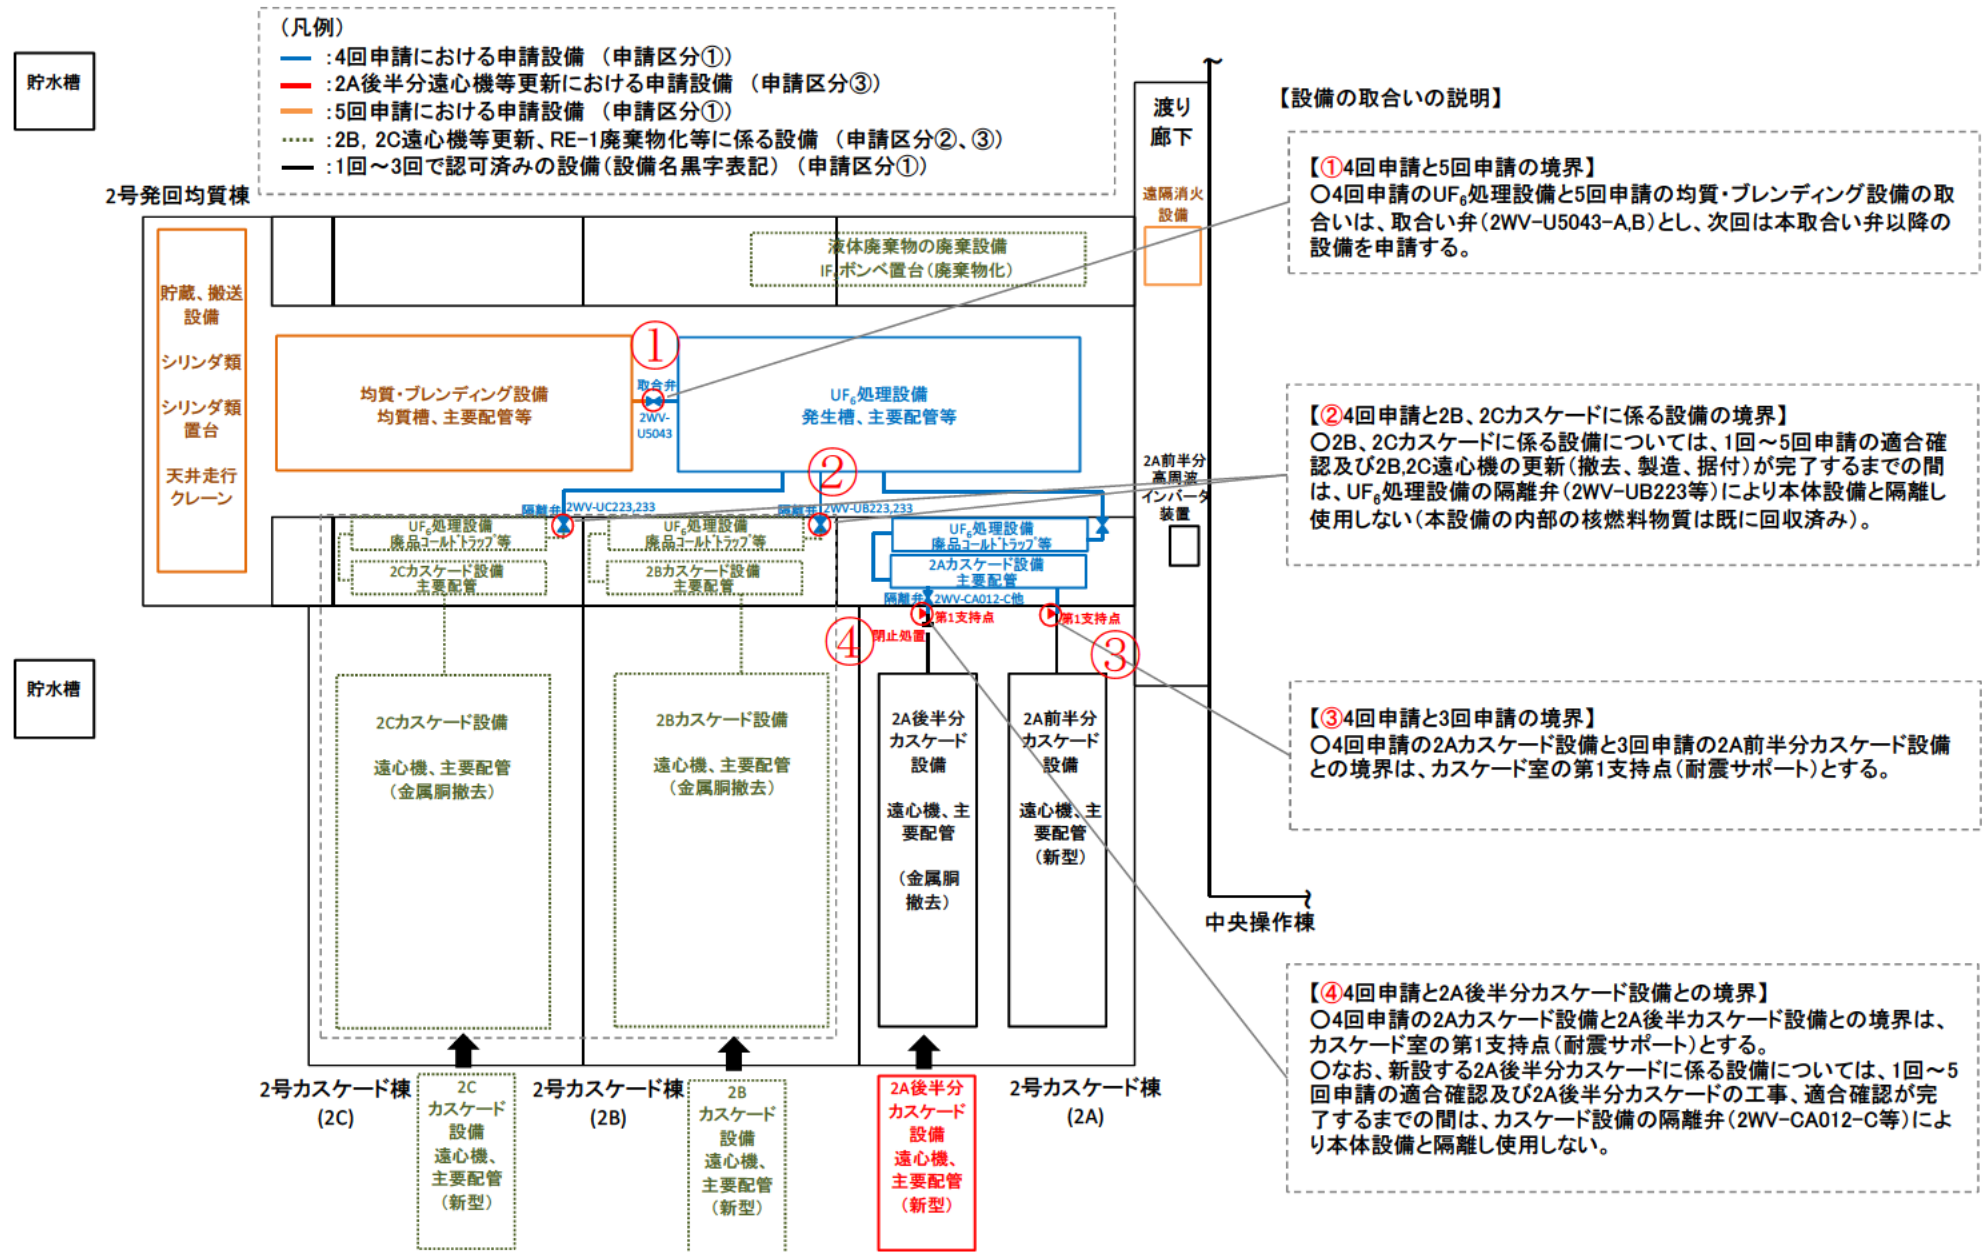 (凡例)
:4回申請における申請設備 (申請区分①)
:2A後半分遠心機等更新における申請設備 (申請区分③)
:5回申請における申請設備 (申請区分①)
:2B, 2C遠心機等更新、RE-1廃棄物化等に係る設備 (申請区分②、③)
:1回～3回で認可済みの設備(設備名黒字表記) (申請区分①)
貯水槽
2号発回均質棟
渡り
廊下
遠隔消火
設備
液体廃棄物の廃棄設備
IF₇ボンベ置台(廃棄物化)
貯蔵、搬送
設備
シリンダ類
シリンダ類
置台
天井走行
クレーン
均質・ブレンディング設備
均質槽、主要配管等
①
取合弁
2WV-
U5043
UF₆処理設備
発生槽、主要配管等
②
隔離弁 2WV-UC223,233
隔離弁 2WV-UB223,233
2A前半分
高周波
インバータ
装置
UF₆処理設備
廃品コールドトラップ等
2Cカスケード設備
主要配管
UF₆処理設備
廃品コールドトラップ等
2Bカスケード設備
主要配管
UF₆処理設備
廃品コールドトラップ等
2Aカスケード設備
主要配管
隔離弁 2WV-CA012-C他
第1支持点
閉止処置
④
第1支持点
③
貯水槽
2Cカスケード設備
遠心機、主要配管
(金属胴撤去)
2Bカスケード設備
遠心機、主要配管
(金属胴撤去)
2A後半分
カスケード
設備
遠心機、主
要配管
(金属胴
撤去)
2A前半分
カスケード
設備
遠心機、主
要配管
(新型)
中央操作棟
2号カスケード棟
(2C)
2C
カスケード
設備
遠心機、
主要配管
(新型)
2号カスケード棟
(2B)
2B
カスケード
設備
遠心機、
主要配管
(新型)
2A後半分
カスケード
設備
遠心機、
主要配管
(新型)
2号カスケード棟
(2A)
【設備の取合いの説明】
【①4回申請と5回申請の境界】
〇4回申請のUF₆処理設備と5回申請の均質・ブレンディング設備の取
合いは、取合い弁(2WV-U5043-A,B)とし、次回は本取合い弁以降の
設備を申請する。
【②4回申請と2B、2Cカスケードに係る設備の境界】
〇2B、2Cカスケードに係る設備については、1回～5回申請の適合確
認及び2B,2C遠心機の更新(撤去、製造、据付)が完了するまでの間
は、UF₆処理設備の隔離弁(2WV-UB223等)により本体設備と隔離し
使用しない(本設備の内部の核燃料物質は既に回収済み)。
【③4回申請と3回申請の境界】
〇4回申請の2Aカスケード設備と3回申請の2A前半分カスケード設備
との境界は、カスケード室の第1支持点(耐震サポート)とする。
【④4回申請と2A後半分カスケード設備との境界】
〇4回申請の2Aカスケード設備と2A後半カスケード設備との境界は、
カスケード室の第1支持点(耐震サポート)とする。
〇なお、新設する2A後半分カスケードに係る設備については、1回～5
回申請の適合確認及び2A後半分カスケードの工事、適合確認が完
了するまでの間は、カスケード設備の隔離弁(2WV-CA012-C等)によ
り本体設備と隔離し使用しない。